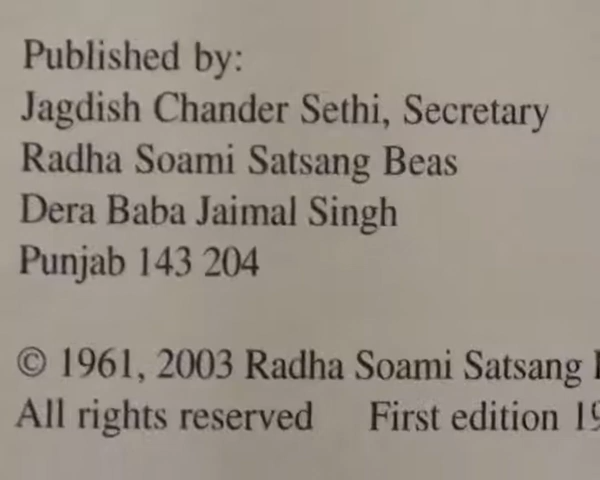 Published by:
Jagdish Chander Sethi, Secretary
Radha Soami Satsang Beas
Dera Baba Jaimal Singh
Punjab 143 204
© 1961, 2003 Radha Soami Satsang
All rights reserved First edition